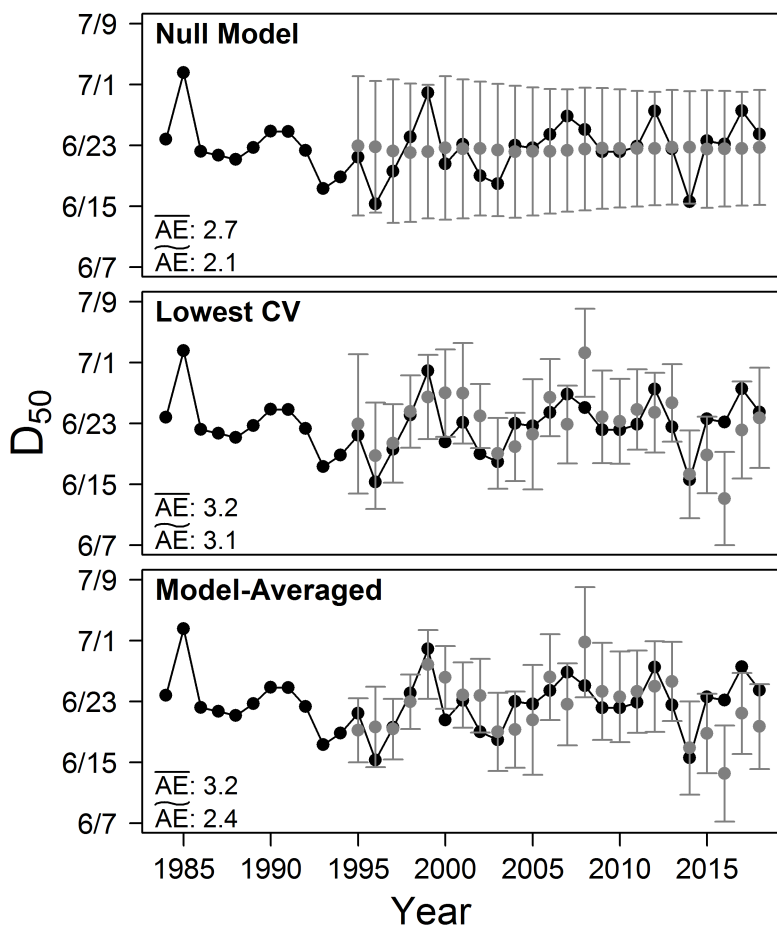 Null Model
7/9
7/1
6/23
6/15
6/7
AE: 2.7
AE: 2.1
Lowest CV
7/9
7/1
6/23
6/15
6/7
AE: 3.2
AE: 3.1
D50
Model-Averaged
7/9
7/1
6/23
6/15
6/7
AE: 3.2
AE: 2.4
1985 1990 1995 2000 2005 2010 2015
Year